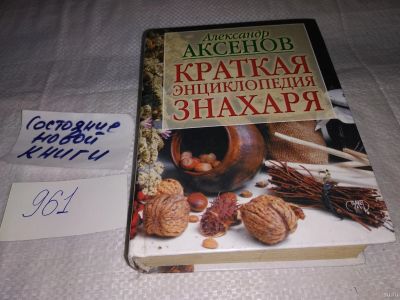 Александр
АКСЕНОВ
КРАТКАЯ
ЭНЦИКЛОПЕДИЯ
ЗНАХАРЯ
Состояние
новой
книги
961